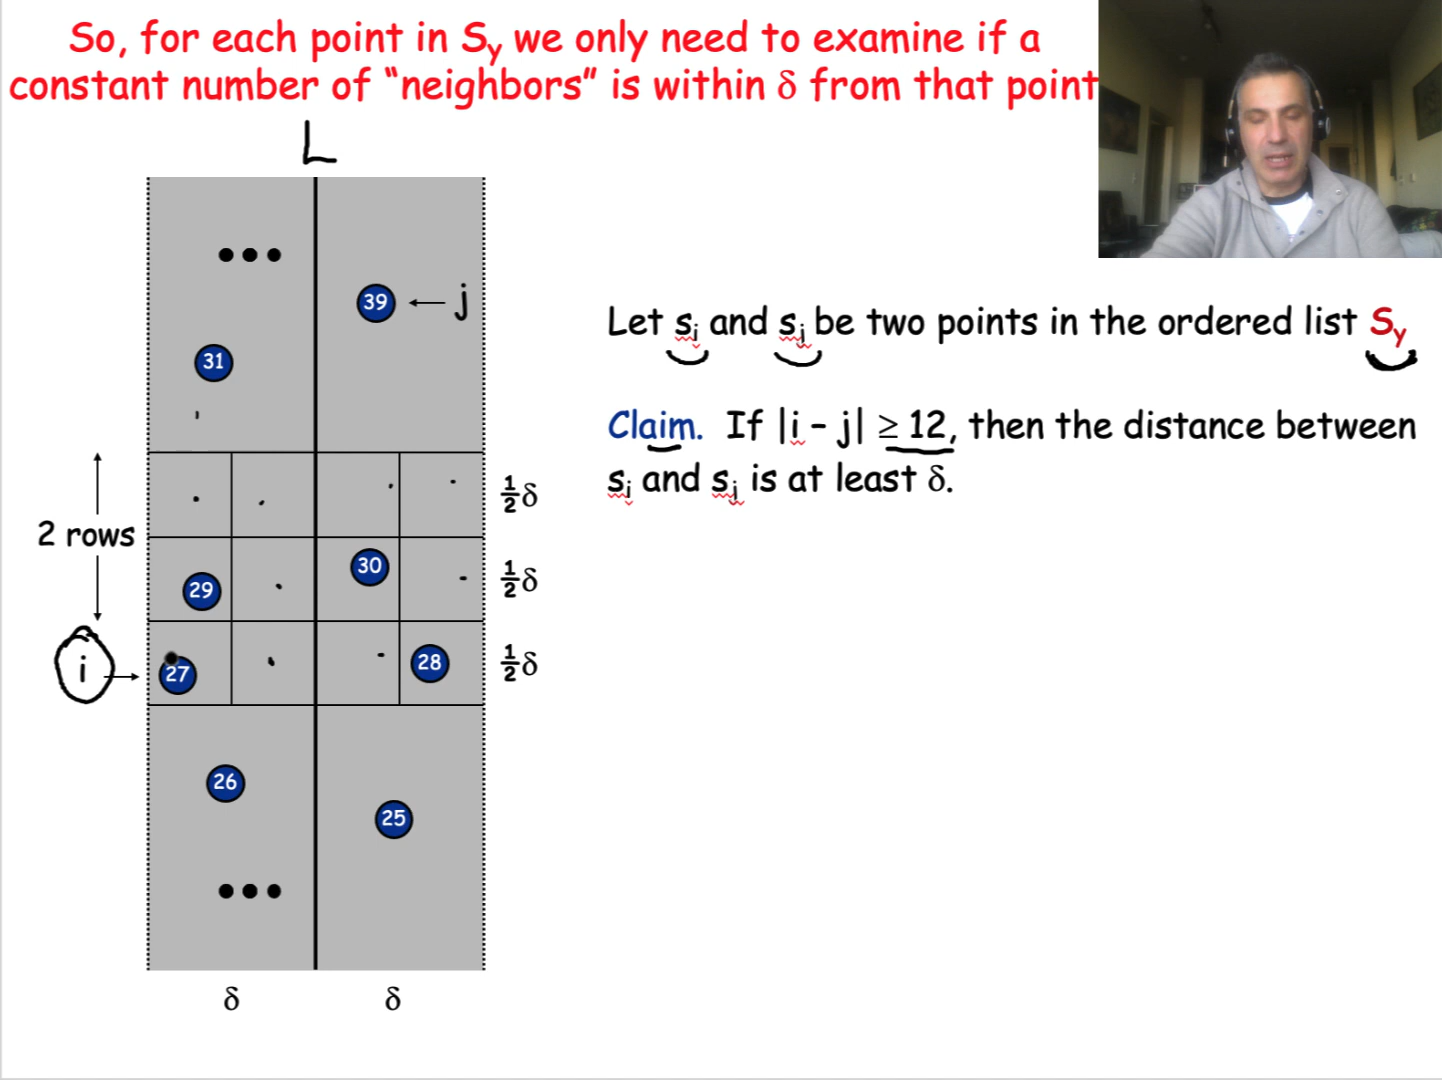 So, for each point in Sy we only need to examine if a
constant number of “neighbors” is within δ from that point
L
39
j
31
Let si and sj be two points in the ordered list Sy
Claim. If |i – j| ≥ 12, then the distance between
si and sj is at least δ.
½δ
2 rows
29
30
½δ
i
27
28
½δ
26
25
δ
δ